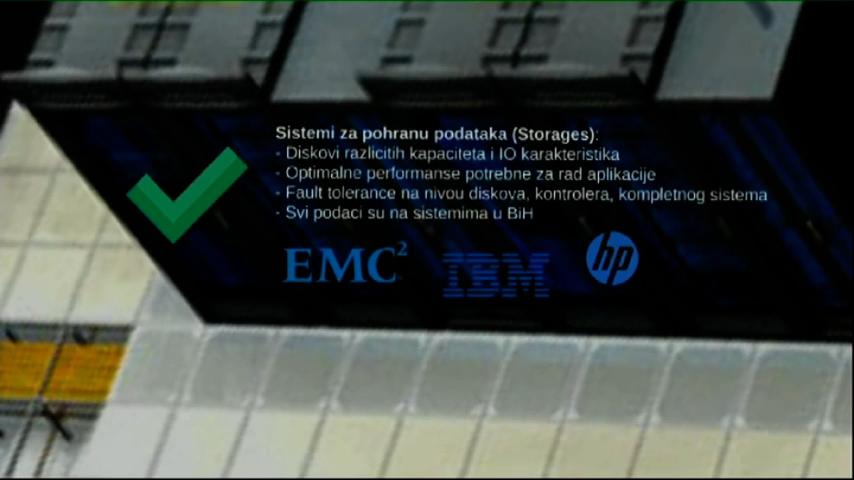 Sistemi za pohranu podataka (Storages):
- Diskovi razlicitih kapaciteta i IO karakteristika
- Optimalne performanse potrebne za rad aplikacije
- Fault tolerance na nivou diskova, kontrolera, kompletnog sistema
- Svi podaci su na sistemima u BiH
EMC² IBM hp